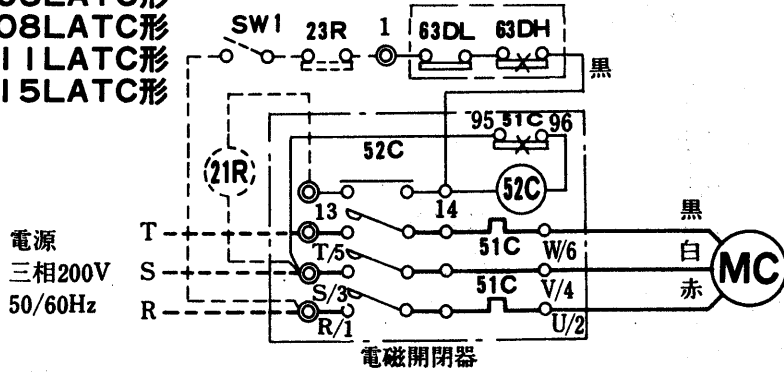 08LATC形
11LATC形
15LATC形
SW1
23R
1
63DL
63DH
黒
95
51C
96
52C
21R
52C
13
14
黒
電源
T
T/5
51C
W/6
白
三相200V
S
S/3
V/4
MC
50/60Hz
R
R/1
51C
U/2
赤
電磁開閉器